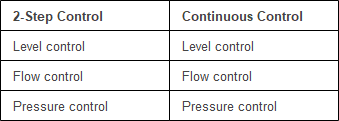 2-Step Control Continuous Control
Level control Level control
Flow control Flow control
Pressure control Pressure control